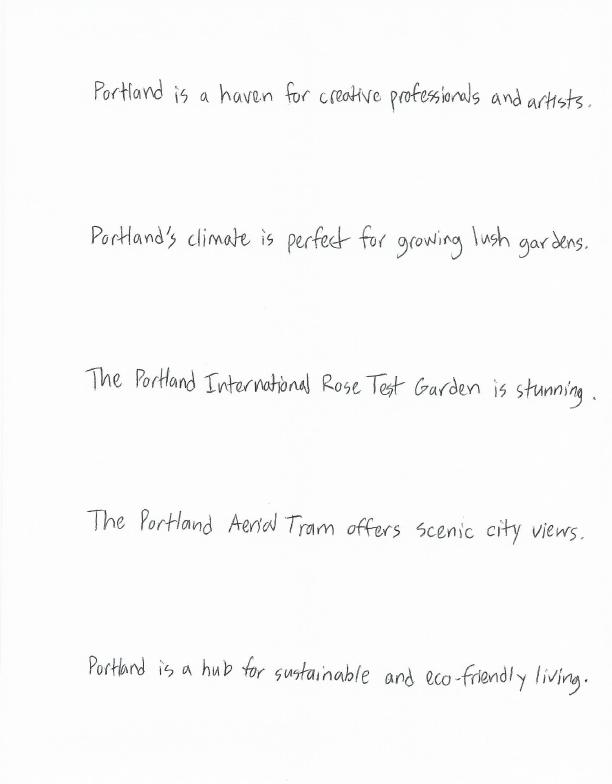 Portland is a haven for creative professionals and artists.
Portland's climate is perfect for growing lush gardens.
The Portland International Rose Test Garden is stunning.
The Portland Aerial Tram offers scenic city views.
Portland is a hub for sustainable and eco-friendly living.